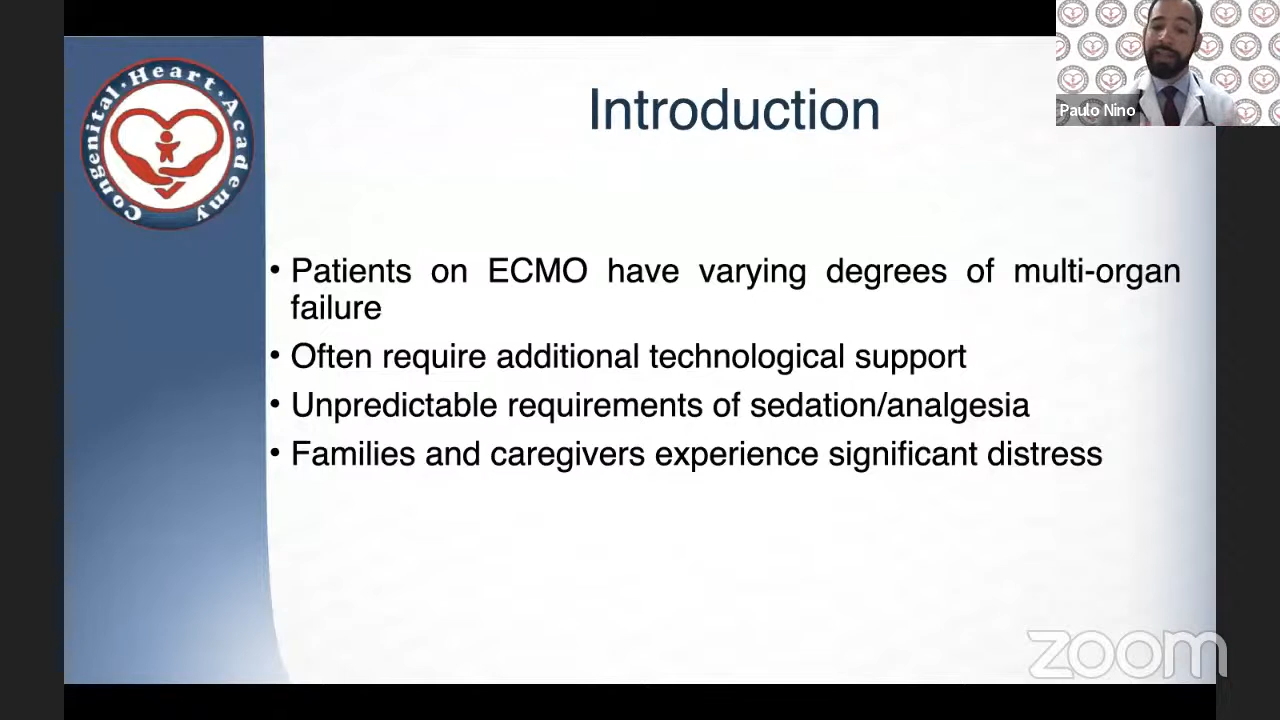 Congenital · Heart · Academy
Paulo Nino
Introduction
• Patients on ECMO have varying degrees of multi-organ
failure
• Often require additional technological support
• Unpredictable requirements of sedation/analgesia
• Families and caregivers experience significant distress
zoom